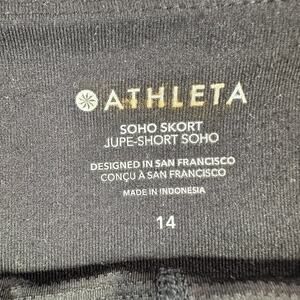 ATHLETA
SOHO SKORT
JUPE-SHORT SOHO
DESIGNED IN SAN FRANCISCO
CONÇU À SAN FRANCISCO
MADE IN INDONESIA
14